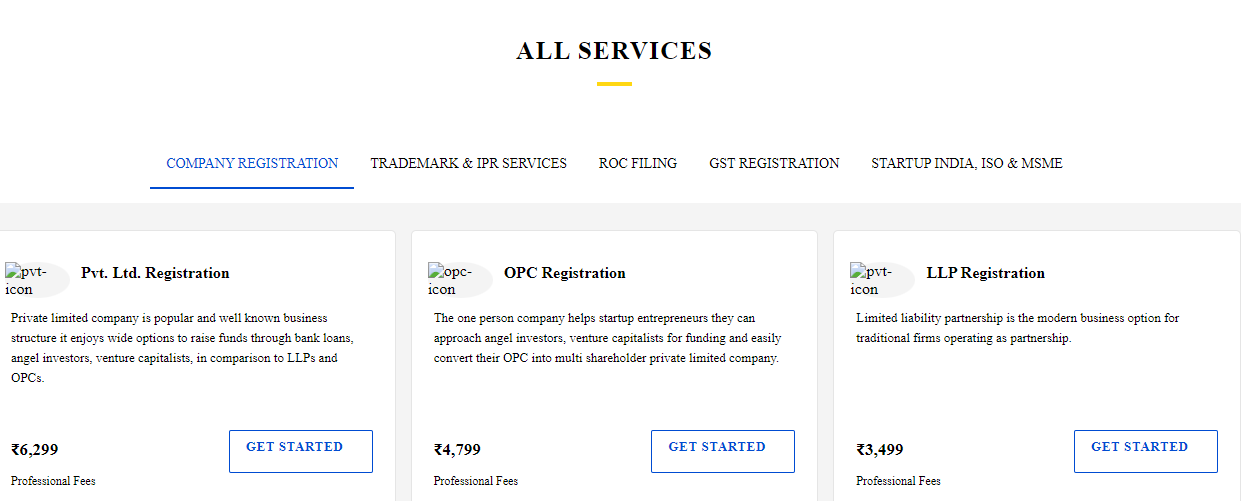 ALL SERVICES
COMPANY REGISTRATION TRADEMARK & IPR SERVICES ROC FILING GST REGISTRATION STARTUP INDIA, ISO & MSME
pvt-
icon
Pvt. Ltd. Registration
Private limited company is popular and well known business
structure it enjoys wide options to raise funds through bank loans,
angel investors, venture capitalists, in comparison to LLPs and
OPCs.
₹6,299
GET STARTED
Professional Fees
opc-
icon
OPC Registration
The one person company helps startup entrepreneurs they can
approach angel investors, venture capitalists for funding and easily
convert their OPC into multi shareholder private limited company.
₹4,799
GET STARTED
Professional Fees
pvt-
icon
LLP Registration
Limited liability partnership is the modern business option for
traditional firms operating as partnership.
₹3,499
GET STARTED
Professional Fees